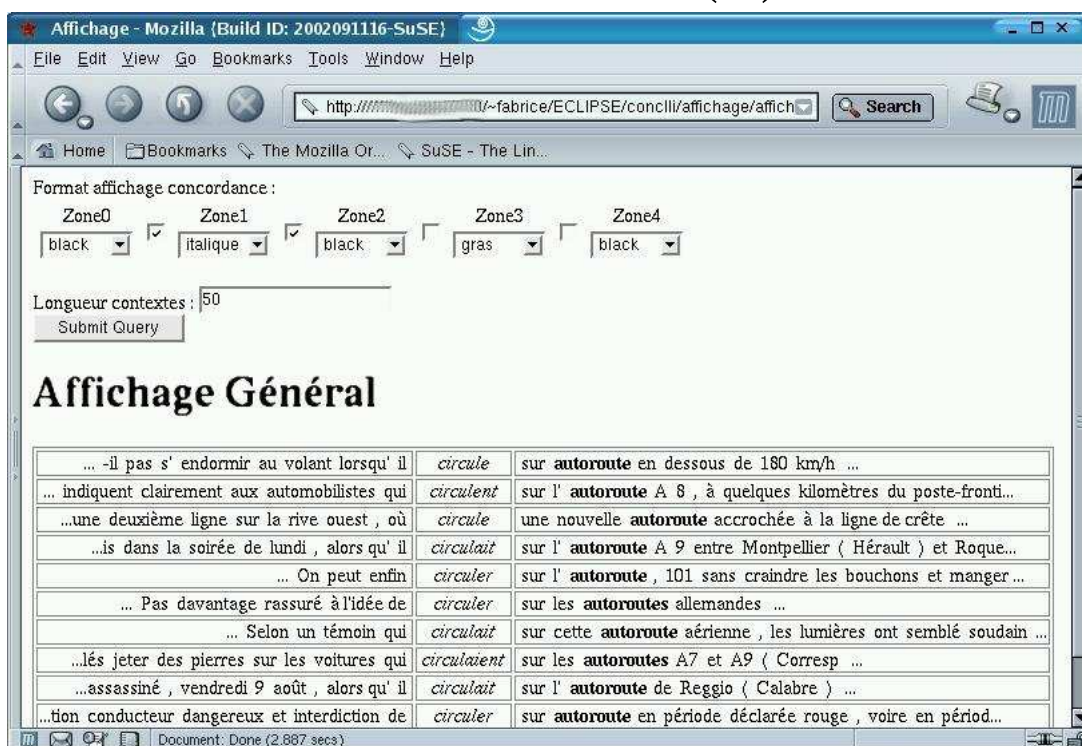 Affichage - Mozilla {Build ID: 2002091116-SuSE}
File Edit View Go Bookmarks Tools Window Help
http:// /~fabrice/ECLIPSE/conclli/affichage/affich Search
Home Bookmarks The Mozilla Or... SuSE - The Lin...
Format affichage concordance :
Zone0 Zone1 Zone2 Zone3 Zone4
black italique black gras black
Longueur contextes : 50
Submit Query
Affichage Général
... -il pas s' endormir au volant lorsqu' il circule sur autoroute en dessous de 180 km/h ...
... indiquent clairement aux automobilistes qui circulent sur l' autoroute A 8 , à quelques kilomètres du poste-fronti...
...une deuxième ligne sur la rive ouest , où circule une nouvelle autoroute accrochée à la ligne de crête ...
...is dans la soirée de lundi , alors qu' il circulait sur l' autoroute A 9 entre Montpellier ( Hérault ) et Roque...
... On peut enfin circuler sur l' autoroute , 101 sans craindre les bouchons et manger ...
... Pas davantage rassuré à l'idée de circuler sur les autoroutes allemandes ...
... Selon un témoin qui circulait sur cette autoroute aérienne , les lumières ont semblé soudain ...
...lés jeter des pierres sur les voitures qui circulaient sur les autoroutes A7 et A9 ( Corresp ...
...assassiné , vendredi 9 août , alors qu' il circulait sur l' autoroute de Reggio ( Calabre ) ...
...tion conducteur dangereux et interdiction de circuler sur autoroute en période déclarée rouge , voire en périod...
Document: Done (2.887 secs)